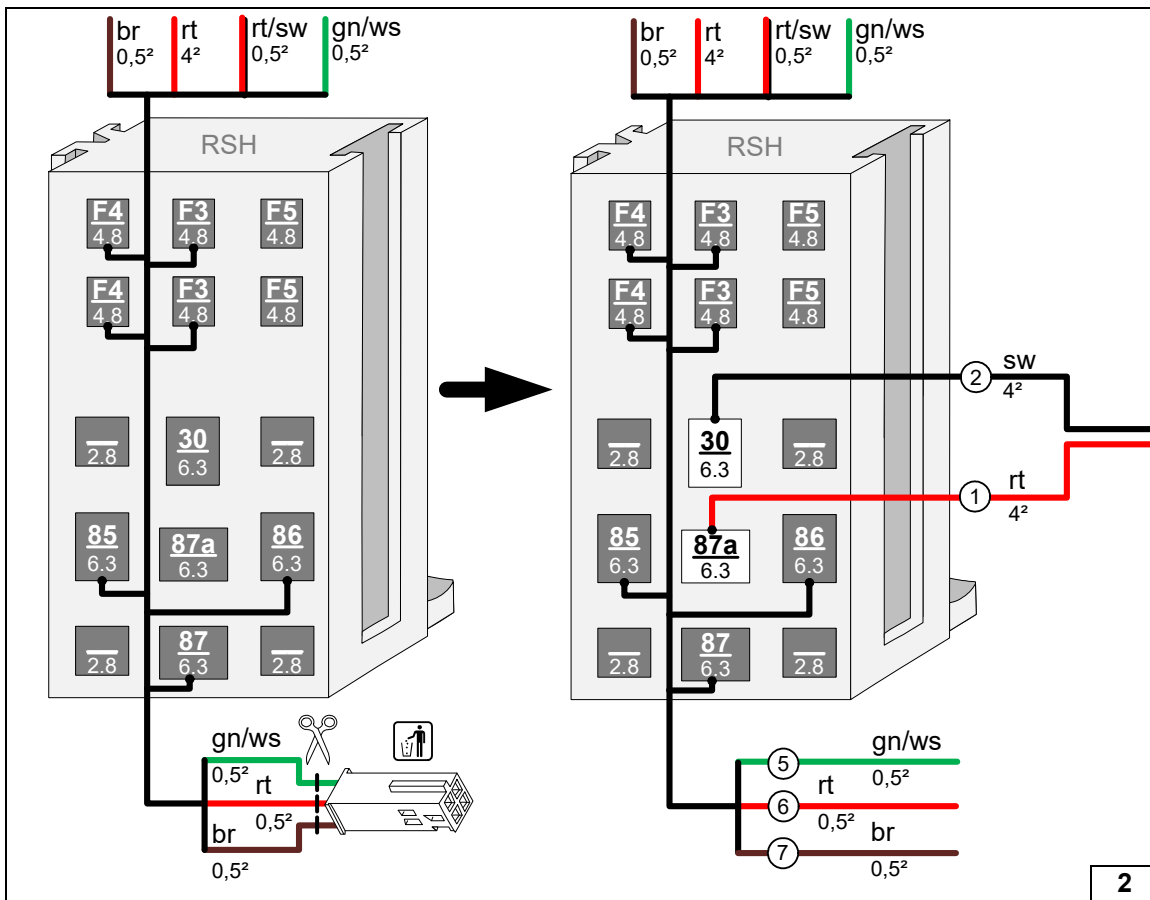 br rt rt/sw gn/ws
0,5² 4² 0,5² 0,5²
RSH
F4 F3 F5
4.8 4.8 4.8
F4 F3 F5
4.8 4.8 4.8
30
2.8 6.3 2.8
85 87a 86
6.3 6.3 6.3
87
2.8 6.3 2.8
gn/ws
0,5²
rt
0,5²
br
0,5²
br rt rt/sw gn/ws
0,5² 4² 0,5² 0,5²
RSH
F4 F3 F5
4.8 4.8 4.8
F4 F3 F5
4.8 4.8 4.8
2 sw
4²
30
2.8 6.3 2.8
1 rt
4²
85 87a 86
6.3 6.3 6.3
87
2.8 6.3 2.8
5 gn/ws
0,5²
6 rt
0,5²
7 br
0,5²
2